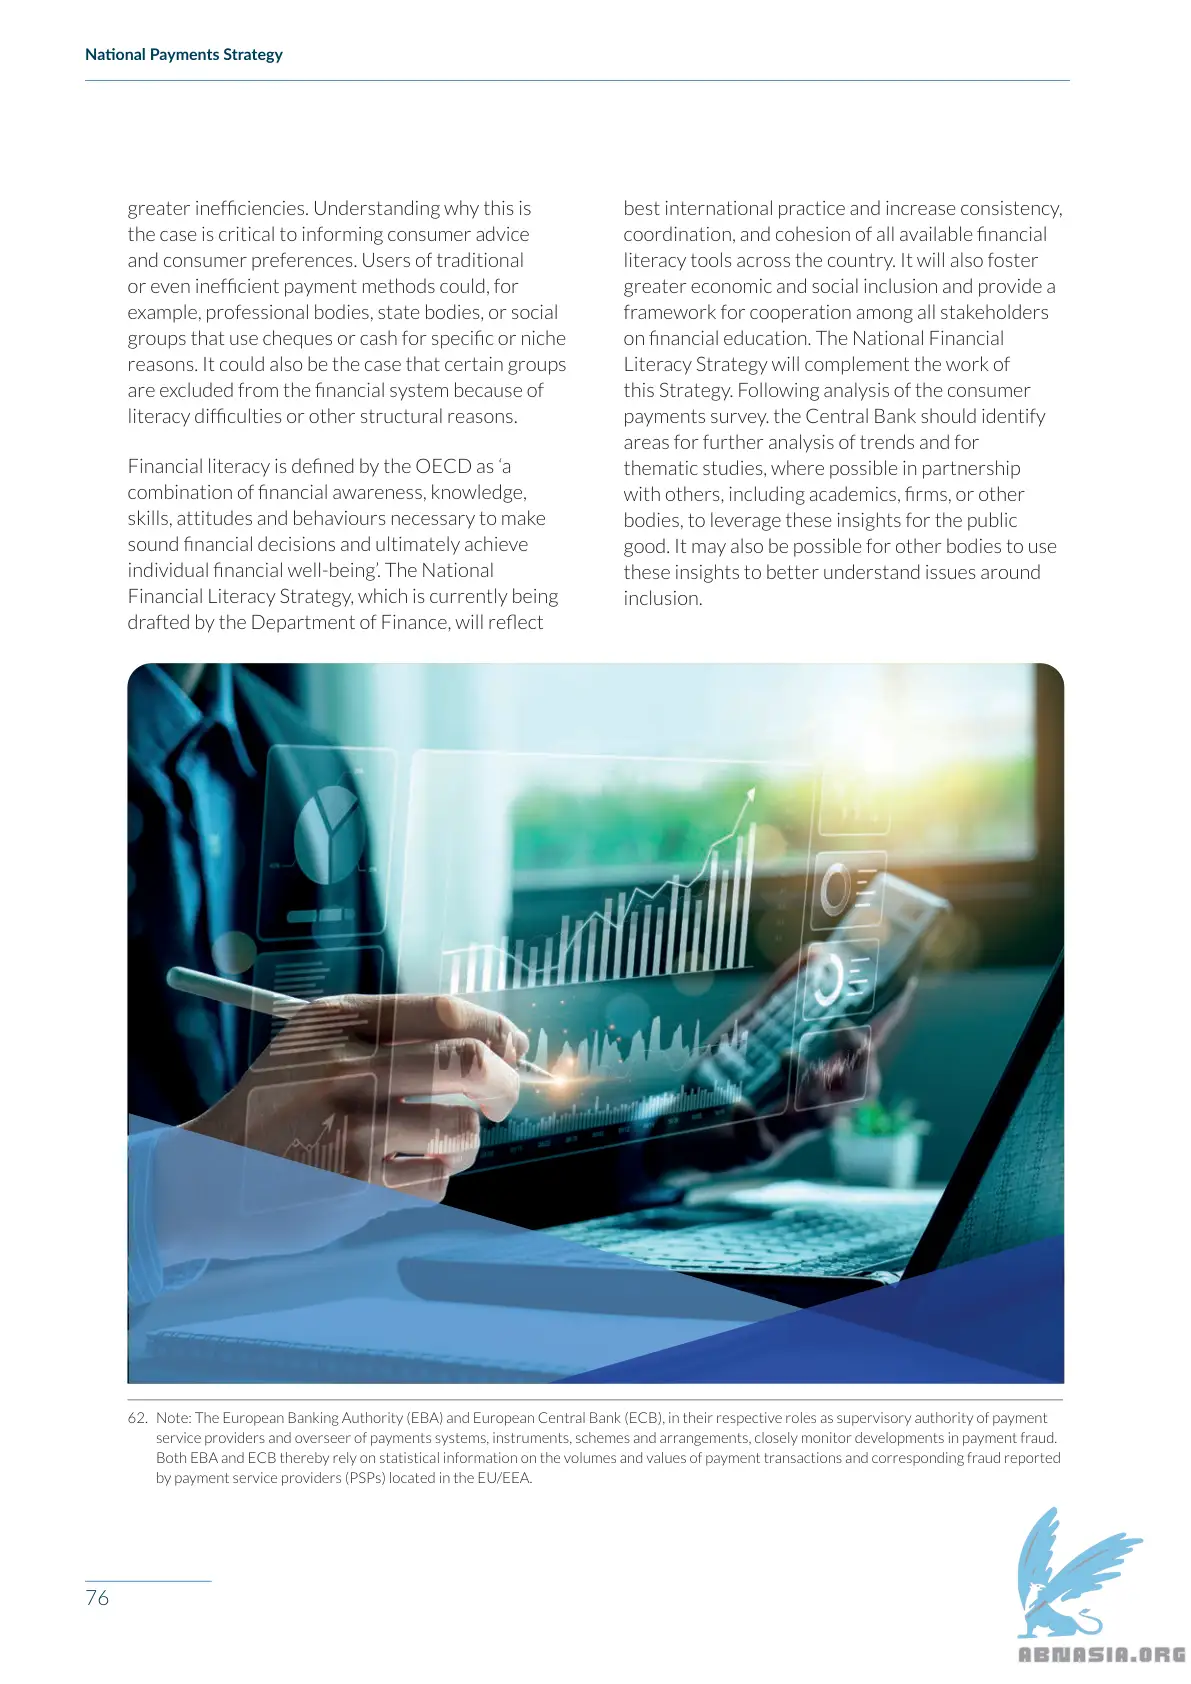 National Payments Strategy
greater inefficiencies. Understanding why this is
the case is critical to informing consumer advice
and consumer preferences. Users of traditional
or even inefficient payment methods could, for
example, professional bodies, state bodies, or social
groups that use cheques or cash for specific or niche
reasons. It could also be the case that certain groups
are excluded from the financial system because of
literacy difficulties or other structural reasons.
Financial literacy is defined by the OECD as ‘a
combination of financial awareness, knowledge,
skills, attitudes and behaviours necessary to make
sound financial decisions and ultimately achieve
individual financial well-being’. The National
Financial Literacy Strategy, which is currently being
drafted by the Department of Finance, will reflect
best international practice and increase consistency,
coordination, and cohesion of all available financial
literacy tools across the country. It will also foster
greater economic and social inclusion and provide a
framework for cooperation among all stakeholders
on financial education. The National Financial
Literacy Strategy will complement the work of
this Strategy. Following analysis of the consumer
payments survey. the Central Bank should identify
areas for further analysis of trends and for
thematic studies, where possible in partnership
with others, including academics, firms, or other
bodies, to leverage these insights for the public
good. It may also be possible for other bodies to use
these insights to better understand issues around
inclusion.
62. Note: The European Banking Authority (EBA) and European Central Bank (ECB), in their respective roles as supervisory authority of payment
service providers and overseer of payments systems, instruments, schemes and arrangements, closely monitor developments in payment fraud.
Both EBA and ECB thereby rely on statistical information on the volumes and values of payment transactions and corresponding fraud reported
by payment service providers (PSPs) located in the EU/EEA.
76
ABNASIA.ORG